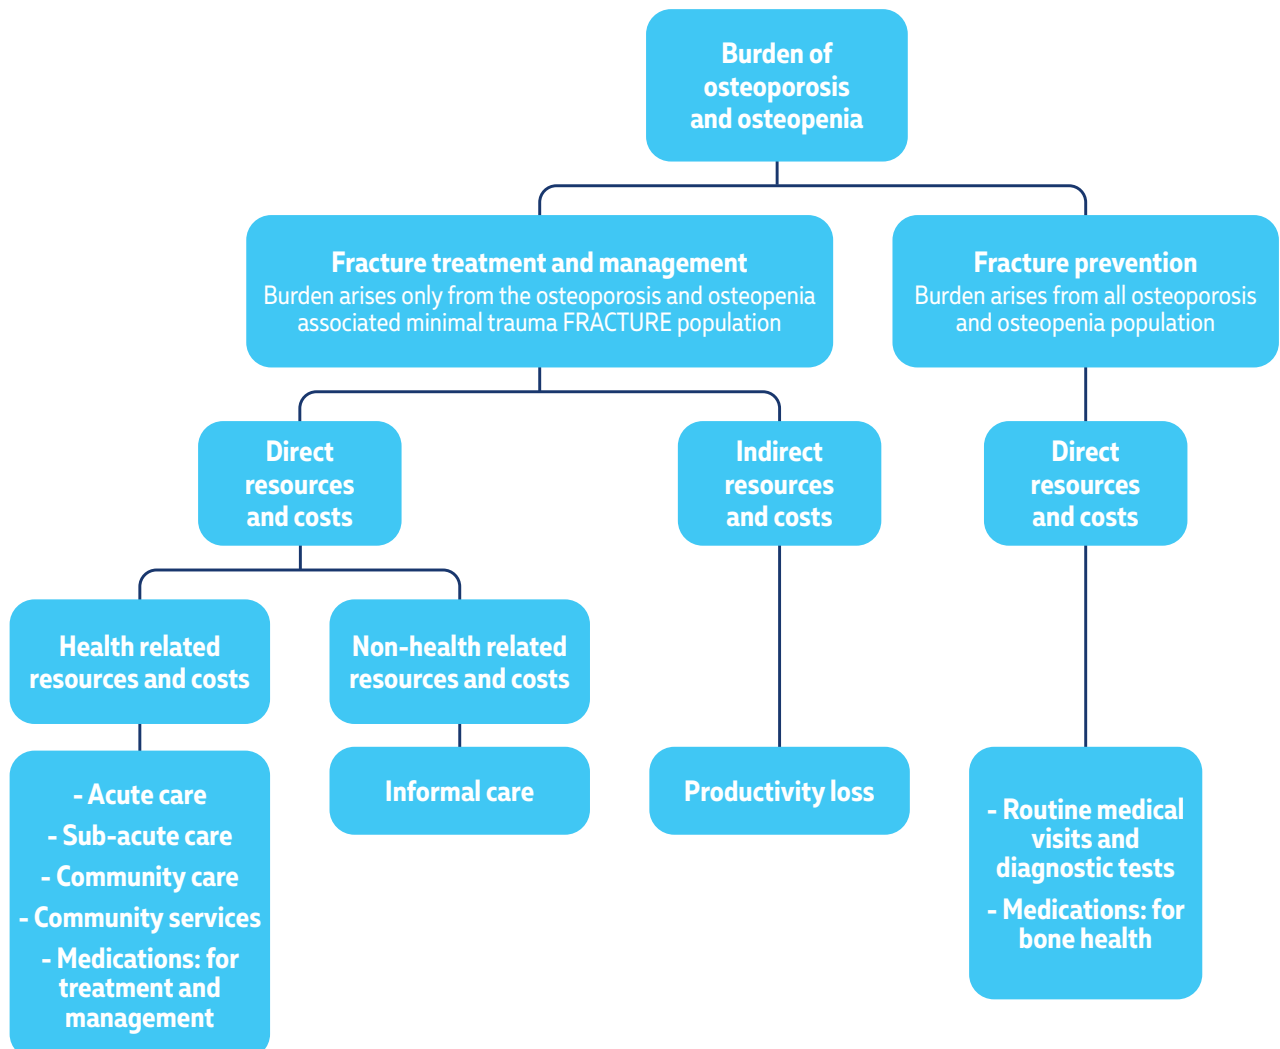 Burden of
osteoporosis
and osteopenia
Fracture treatment and management
Burden arises only from the osteoporosis and osteopenia
associated minimal trauma FRACTURE population
Fracture prevention
Burden arises from all osteoporosis
and osteopenia population
Direct
resources
and costs
Indirect
resources
and costs
Direct
resources
and costs
Health related
resources and costs
Non-health related
resources and costs
- Acute care
- Sub-acute care
- Community care
- Community services
- Medications: for
treatment and
management
Informal care
Productivity loss
- Routine medical
visits and
diagnostic tests
- Medications: for
bone health